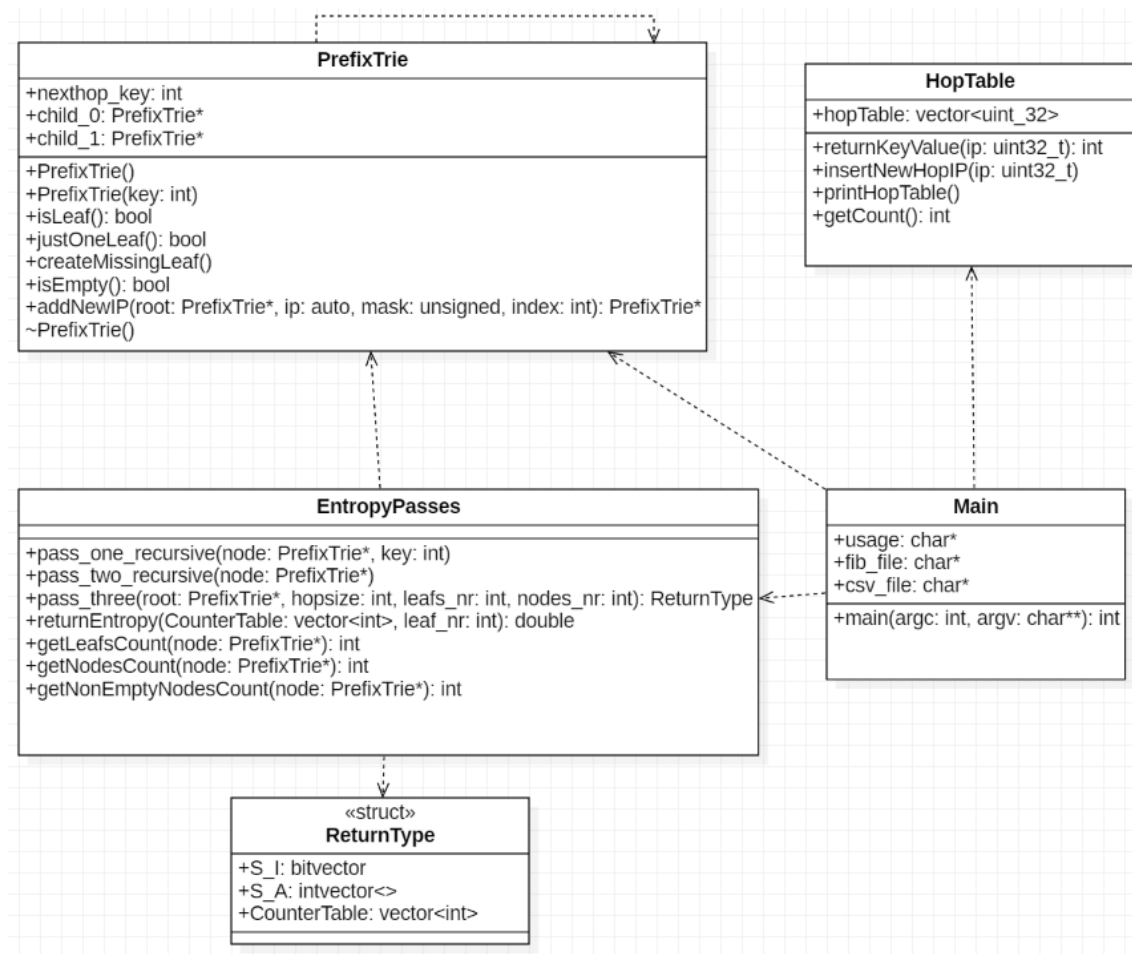 PrefixTrie
+nexthop_key: int
+child_0: PrefixTrie*
+child_1: PrefixTrie*
+PrefixTrie()
+PrefixTrie(key: int)
+isLeaf(): bool
+justOneLeaf(): bool
+createMissingLeaf()
+isEmpty(): bool
+addNewIP(root: PrefixTrie*, ip: auto, mask: unsigned, index: int): PrefixTrie*
~PrefixTrie()
HopTable
+hopTable: vector<uint_32>
+returnKeyValue(ip: uint32_t): int
+insertNewHopIP(ip: uint32_t)
+printHopTable()
+getCount(): int
EntropyPasses
+pass_one_recursive(node: PrefixTrie*, key: int)
+pass_two_recursive(node: PrefixTrie*)
+pass_three(root: PrefixTrie*, hopsize: int, leafs_nr: int, nodes_nr: int): ReturnType
+returnEntropy(CounterTable: vector<int>, leaf_nr: int): double
+getLeafsCount(node: PrefixTrie*): int
+getNodesCount(node: PrefixTrie*): int
+getNonEmptyNodesCount(node: PrefixTrie*): int
Main
+usage: char*
+fib_file: char*
+csv_file: char*
+main(argc: int, argv: char**): int
«struct»
ReturnType
+S_I: bitvector
+S_A: intvector<>
+CounterTable: vector<int>